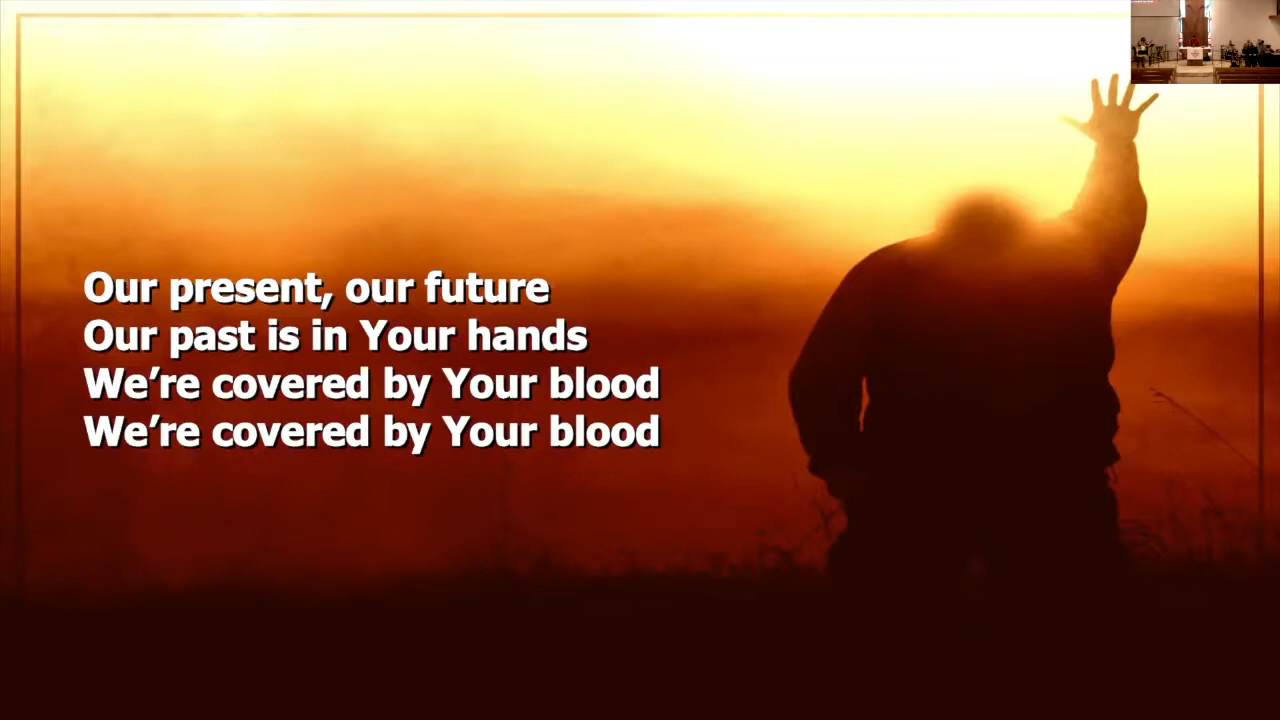 Our present, our future
Our past is in Your hands
We’re covered by Your blood
We’re covered by Your blood